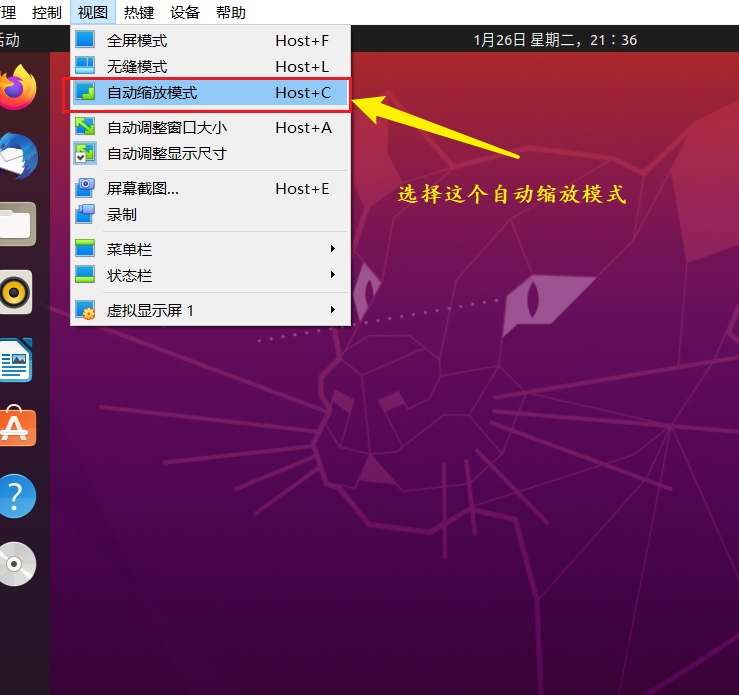 理 控制 视图 热键 设备 帮助
活动 1月26日 星期二，21：36
全屏模式 Host+F
无缝模式 Host+L
自动缩放模式 Host+C
自动调整窗口大小 Host+A
自动调整显示尺寸
屏幕截图... Host+E
选择这个自动缩放模式
录制
菜单栏
状态栏
虚拟显示屏 1